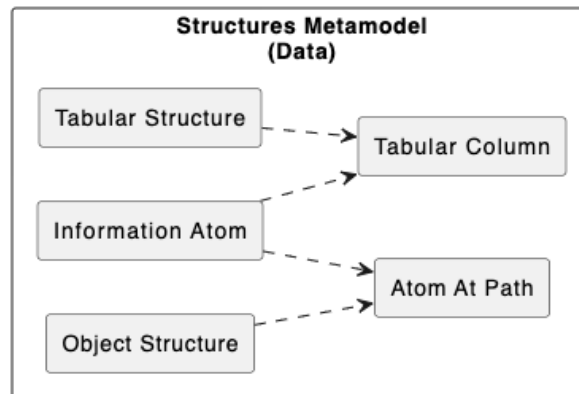 Structures Metamodel
(Data)
Tabular Structure
Tabular Column
Information Atom
Atom At Path
Object Structure